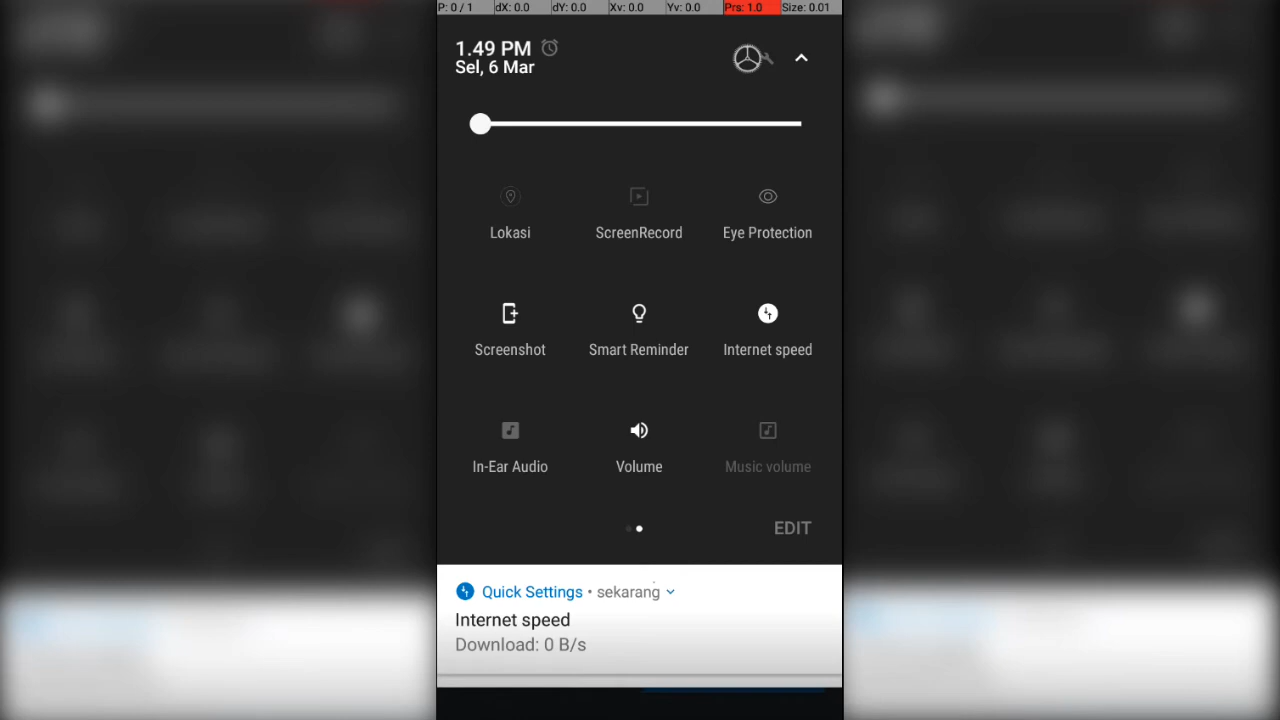 P: 0 / 1 dX: 0.0 dY: 0.0 Xv: 0.0 Yv: 0.0 Prs: 1.0 Size: 0.01
1.49 PM
Sel, 6 Mar
Lokasi ScreenRecord Eye Protection
Screenshot Smart Reminder Internet speed
In-Ear Audio Volume Music volume
EDIT
Quick Settings • sekarang
Internet speed
Download: 0 B/s